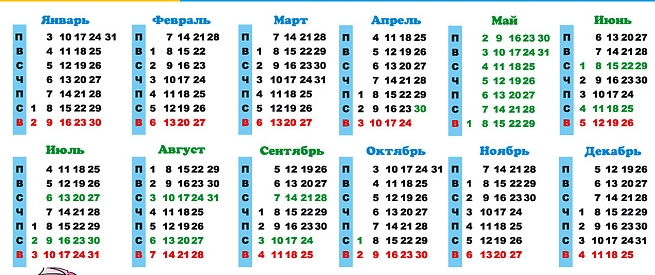 Январь Февраль Март Апрель Май Июнь
П 3 10 17 24 31 П 7 14 21 28 П 7 14 21 28 П 4 11 18 25 П 2 9 16 23 30 П 6 13 20 27
В 4 11 18 25 В 1 8 15 22 В 1 8 15 22 29 В 5 12 19 26 В 3 10 17 24 31 В 7 14 21 28
С 5 12 19 26 С 2 9 16 23 С 2 9 16 23 30 С 6 13 20 27 С 4 11 18 25 С 1 8 15 22 29
Ч 6 13 20 27 Ч 3 10 17 24 Ч 3 10 17 24 31 Ч 7 14 21 28 Ч 5 12 19 26 Ч 2 9 16 23 30
П 7 14 21 28 П 4 11 18 25 П 4 11 18 25 П 1 8 15 22 29 П 6 13 20 27 П 3 10 17 24
С 1 8 15 22 29 С 5 12 19 26 С 5 12 19 26 С 2 9 16 23 30 С 7 14 21 28 С 4 11 18 25
В 2 9 16 23 30 В 6 13 20 27 В 6 13 20 27 В 3 10 17 24 В 1 8 15 22 29 В 5 12 19 26
Июль Август Сентябрь Октябрь Ноябрь Декабрь
П 4 11 18 25 П 1 8 15 22 29 П 5 12 19 26 П 3 10 17 24 31 П 7 14 21 28 П 5 12 19 26
В 5 12 19 26 В 2 9 16 23 30 В 6 13 20 27 В 4 11 18 25 В 1 8 15 22 29 В 6 13 20 27
С 6 13 20 27 С 3 10 17 24 31 С 7 14 21 28 С 5 12 19 26 С 2 9 16 23 30 С 7 14 21 28
Ч 7 14 21 28 Ч 4 11 18 25 Ч 1 8 15 22 29 Ч 6 13 20 27 Ч 3 10 17 24 Ч 1 8 15 22 29
П 1 8 15 22 29 П 5 12 19 26 П 2 9 16 23 30 П 7 14 21 28 П 4 11 18 25 П 2 9 16 23 30
С 2 9 16 23 30 С 6 13 20 27 С 3 10 17 24 С 1 8 15 22 29 С 5 12 19 26 С 3 10 17 24 31
В 3 10 17 24 31 В 7 14 21 28 В 4 11 18 25 В 2 9 16 23 30 В 6 13 20 27 В 4 11 18 25